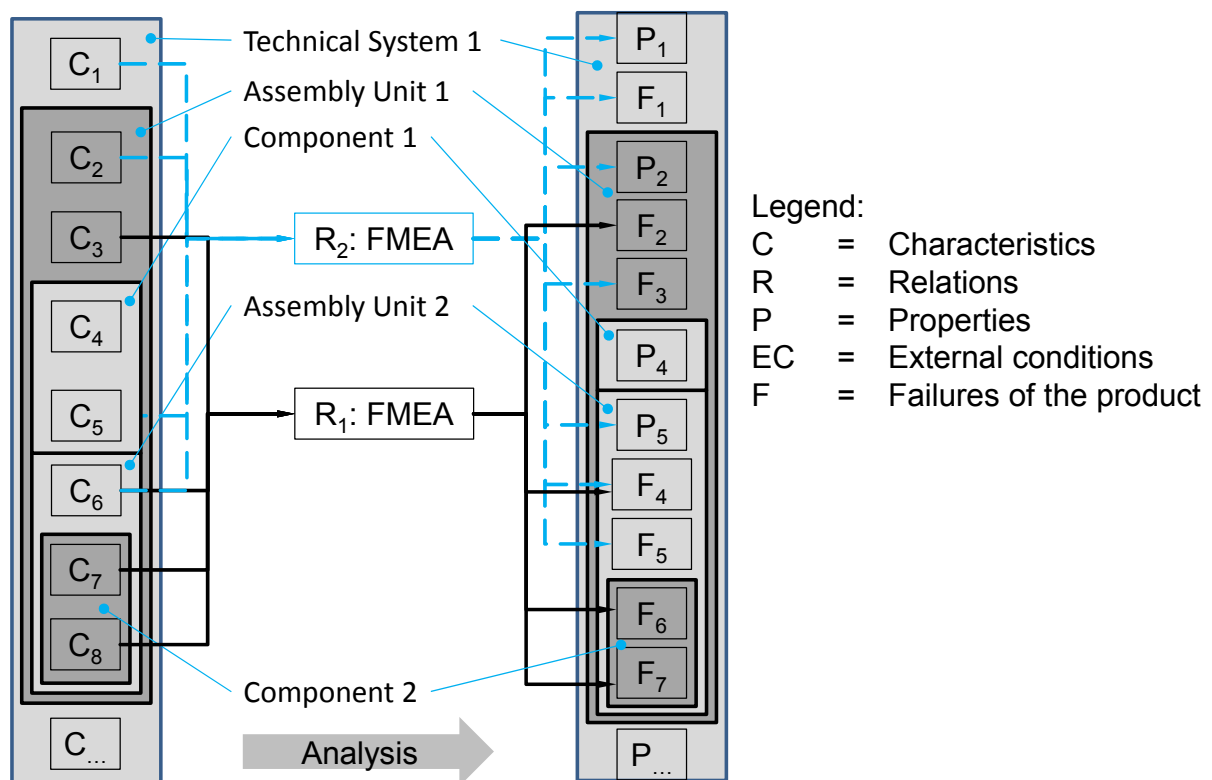 C1
C2
C3
C4
C5
C6
C7
C8
C...
Technical System 1
Assembly Unit 1
Component 1
R2: FMEA
Assembly Unit 2
R1: FMEA
Component 2
Analysis
P1
F1
P2
F2
F3
P4
P5
F4
F5
F6
F7
P...
Legend:
C = Characteristics
R = Relations
P = Properties
EC = External conditions
F = Failures of the product